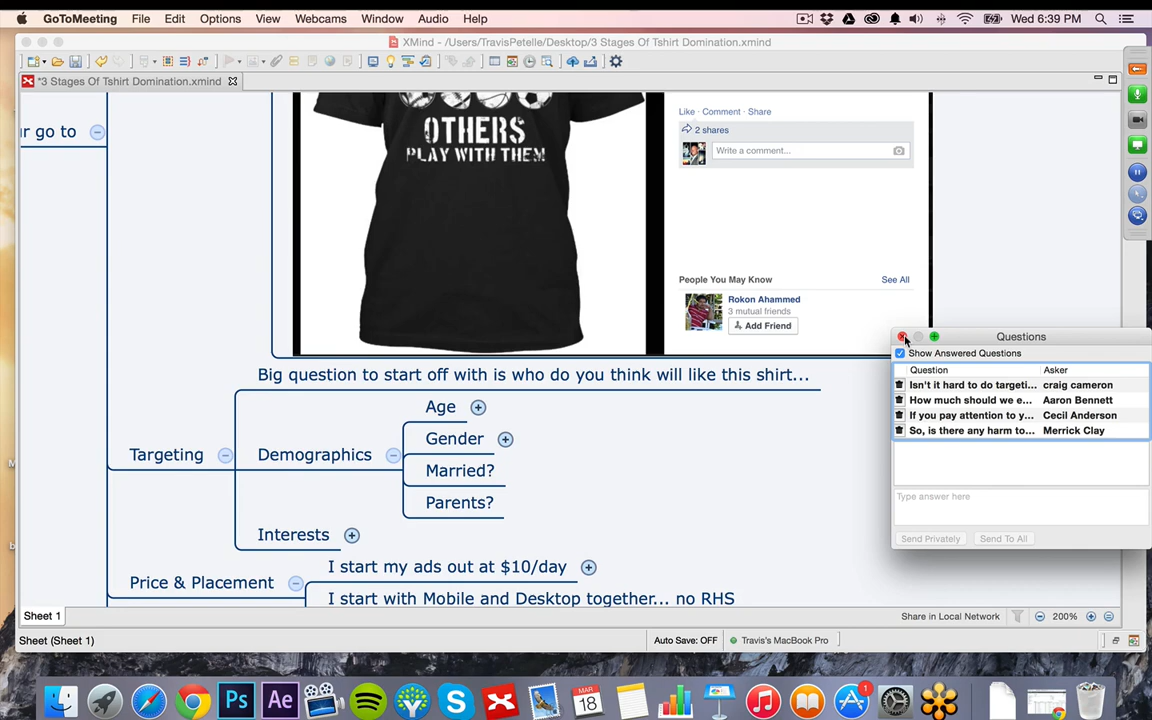 GoToMeeting File Edit Options View Webcams Window Audio Help Wed 6:39 PM
XMind - /Users/TravisPetelle/Desktop/3 Stages Of Tshirt Domination.xmind
*3 Stages Of Tshirt Domination.xmind
r go to
OTHERS
PLAY WITH THEM
Like · Comment · Share
2 shares
Write a comment...
People You May Know See All
Rokon Ahammed
3 mutual friends
Add Friend
Questions
Show Answered Questions
Question Asker
Isn't it hard to do targeti... craig cameron
How much should we e... Aaron Bennett
If you pay attention to y... Cecil Anderson
So, is there any harm to... Merrick Clay
Type answer here
Send Privately Send To All
Big question to start off with is who do you think will like this shirt...
Age
Gender
Targeting Demographics
Married?
Parents?
Interests
I start my ads out at $10/day
Price & Placement
I start with Mobile and Desktop together... no RHS
Sheet 1 Share in Local Network 200%
Sheet (Sheet 1) Auto Save: OFF Travis's MacBook Pro
Ps Ae MAR 18 1